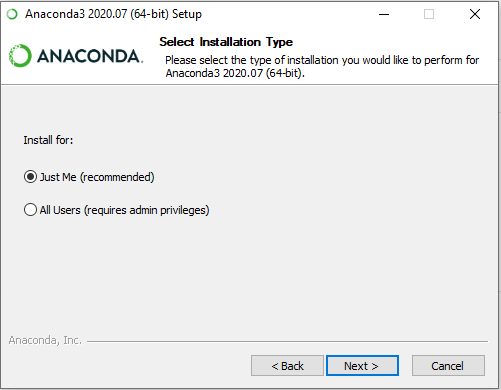 Anaconda3 2020.07 (64-bit) Setup
ANACONDA.
Select Installation Type
Please select the type of installation you would like to perform for
Anaconda3 2020.07 (64-bit).
Install for:
Just Me (recommended)
All Users (requires admin privileges)
Anaconda, Inc.
< Back
Next >
Cancel